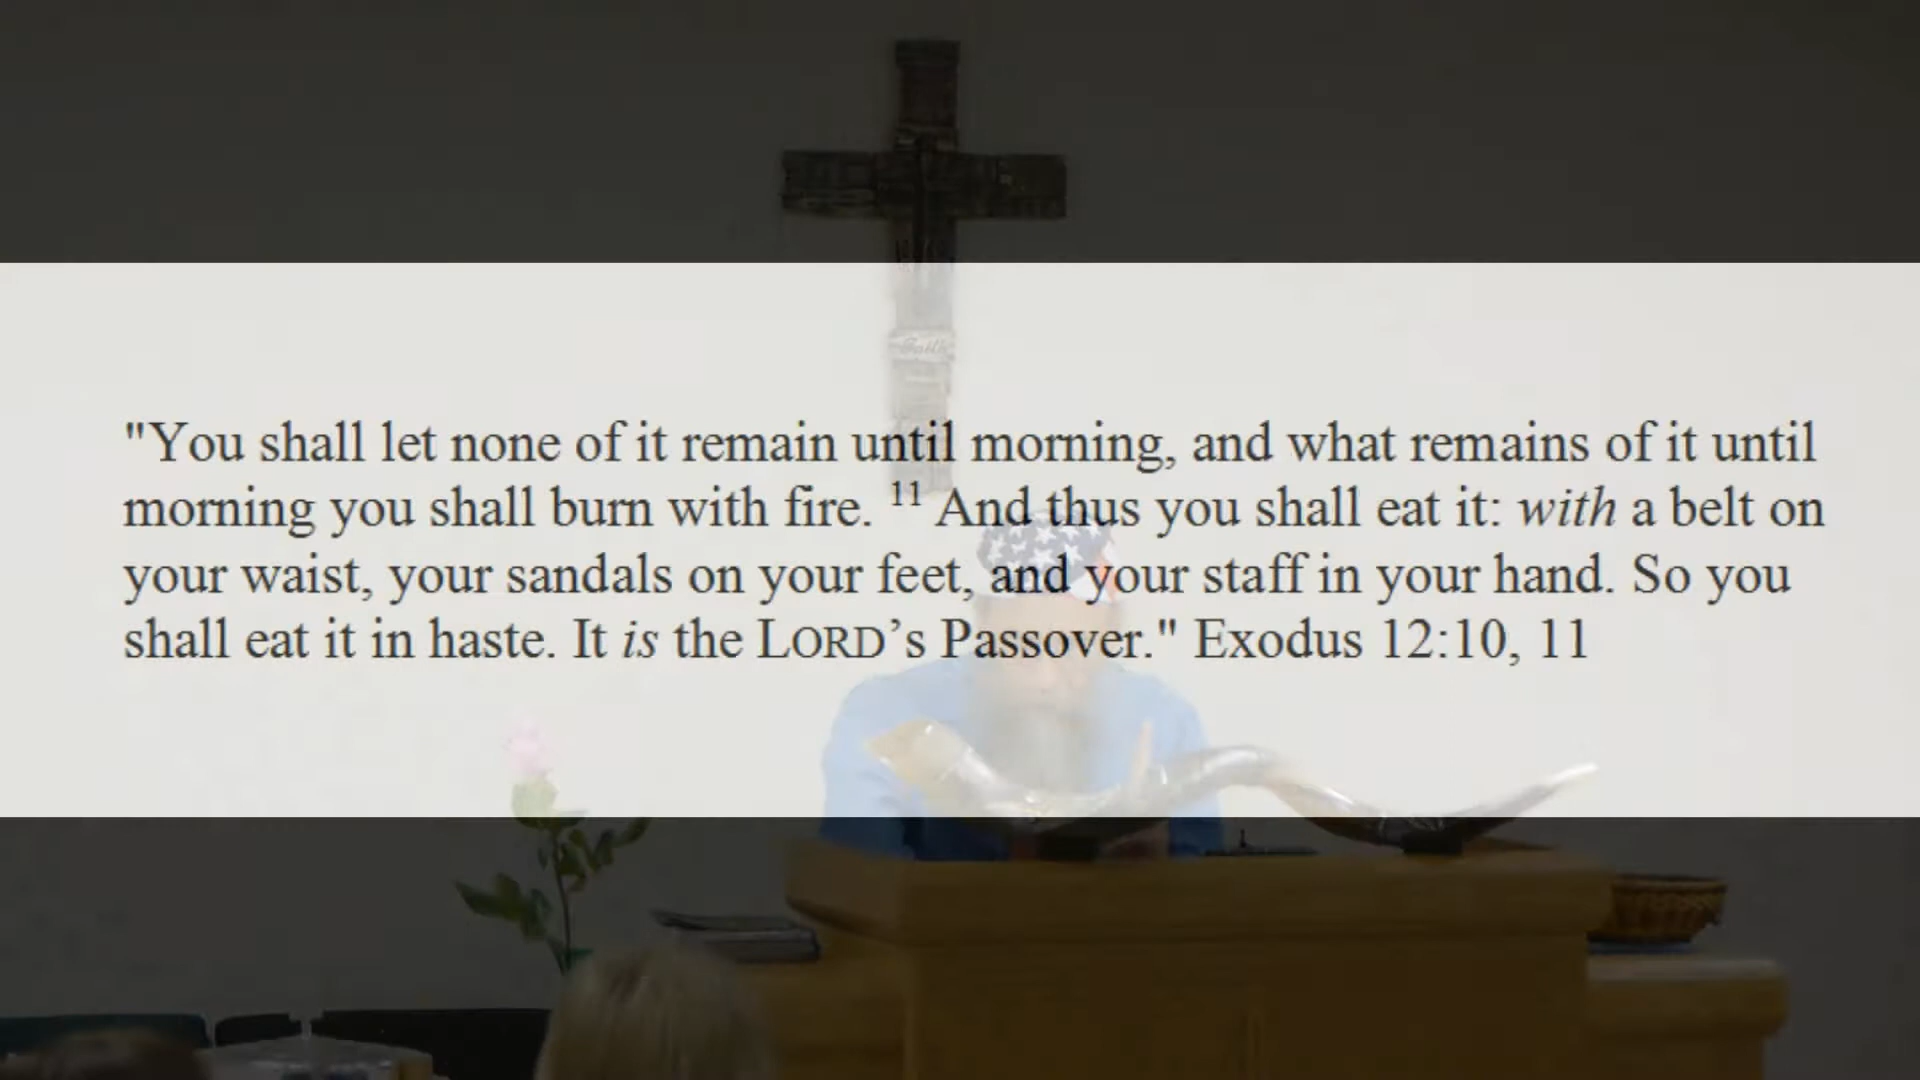 Faith
"You shall let none of it remain until morning, and what remains of it until
morning you shall burn with fire. ¹¹ And thus you shall eat it: with a belt on
your waist, your sandals on your feet, and your staff in your hand. So you
shall eat it in haste. It is the LORD’s Passover." Exodus 12:10, 11